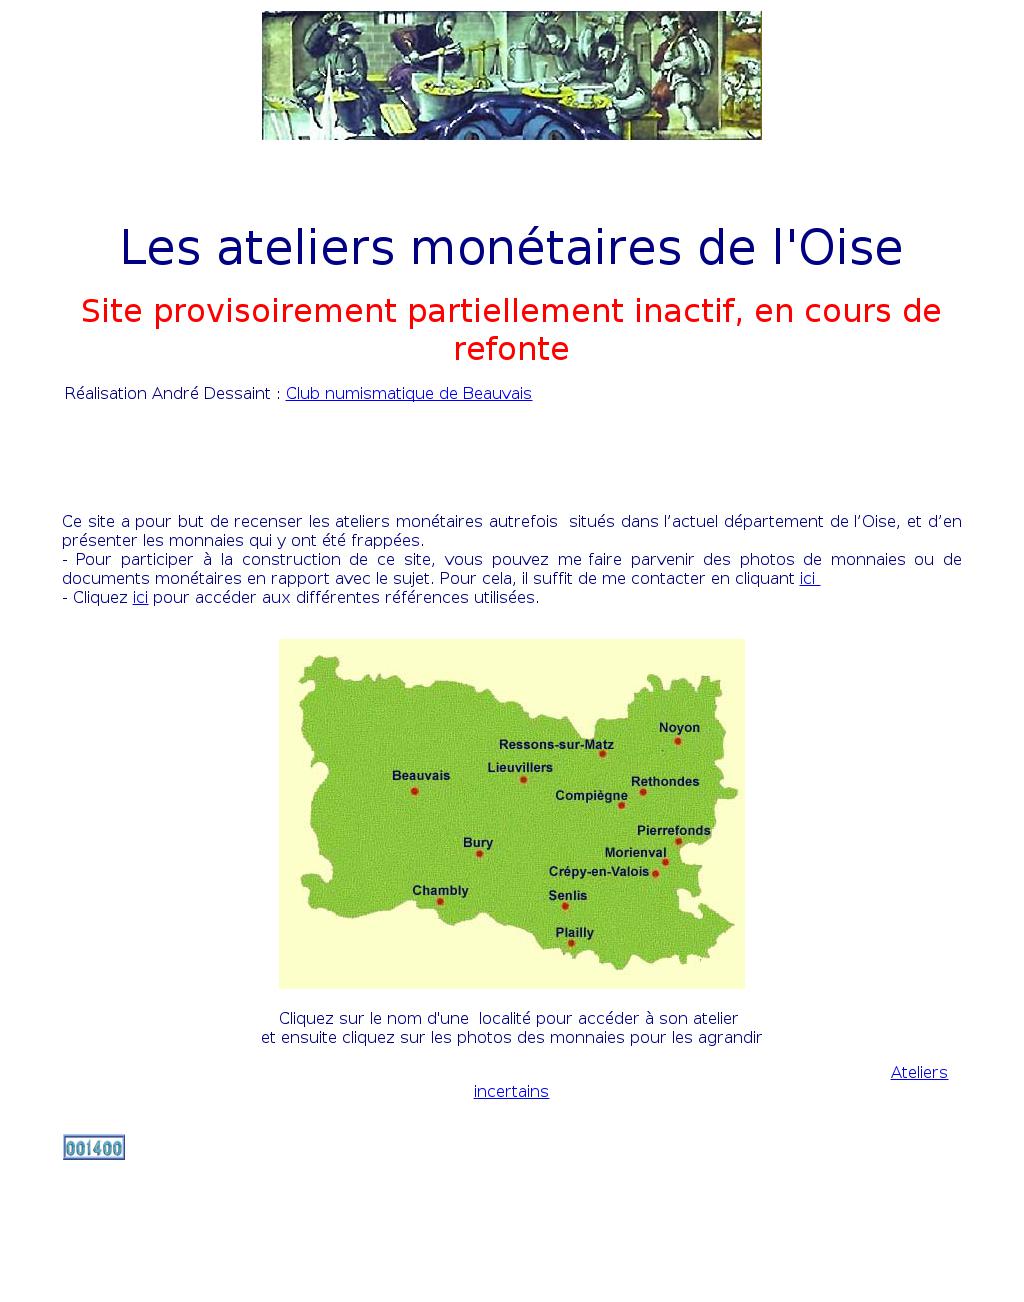 Les ateliers monétaires de l'Oise
Site provisoirement partiellement inactif, en cours de
refonte
Réalisation André Dessaint : Club numismatique de Beauvais
Ce site a pour but de recenser les ateliers monétaires autrefois  situés dans l’actuel département de l’Oise, et d’en
présenter les monnaies qui y ont été frappées.
- Pour participer à la construction de ce site, vous pouvez me faire parvenir des photos de monnaies ou de
documents monétaires en rapport avec le sujet. Pour cela, il suffit de me contacter en cliquant ici
- Cliquez ici pour accéder aux différentes références utilisées.
Noyon
Ressons-sur-Matz
Lieuvillers
Beauvais
Rethondes
Compiègne
Pierrefonds
Bury
Morienval
Crépy-en-Valois
Chambly
Senlis
Plailly
Cliquez sur le nom d'une  localité pour accéder à son atelier
et ensuite cliquez sur les photos des monnaies pour les agrandir
Ateliers
incertains
001400